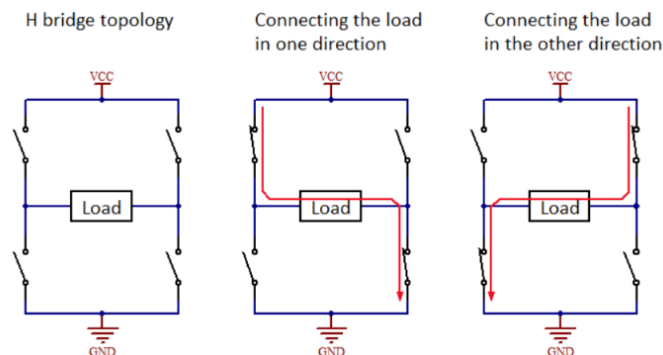 H bridge topology
Connecting the load
in one direction
Connecting the load
in the other direction
VCC
VCC
VCC
Load
Load
Load
GND
GND
GND